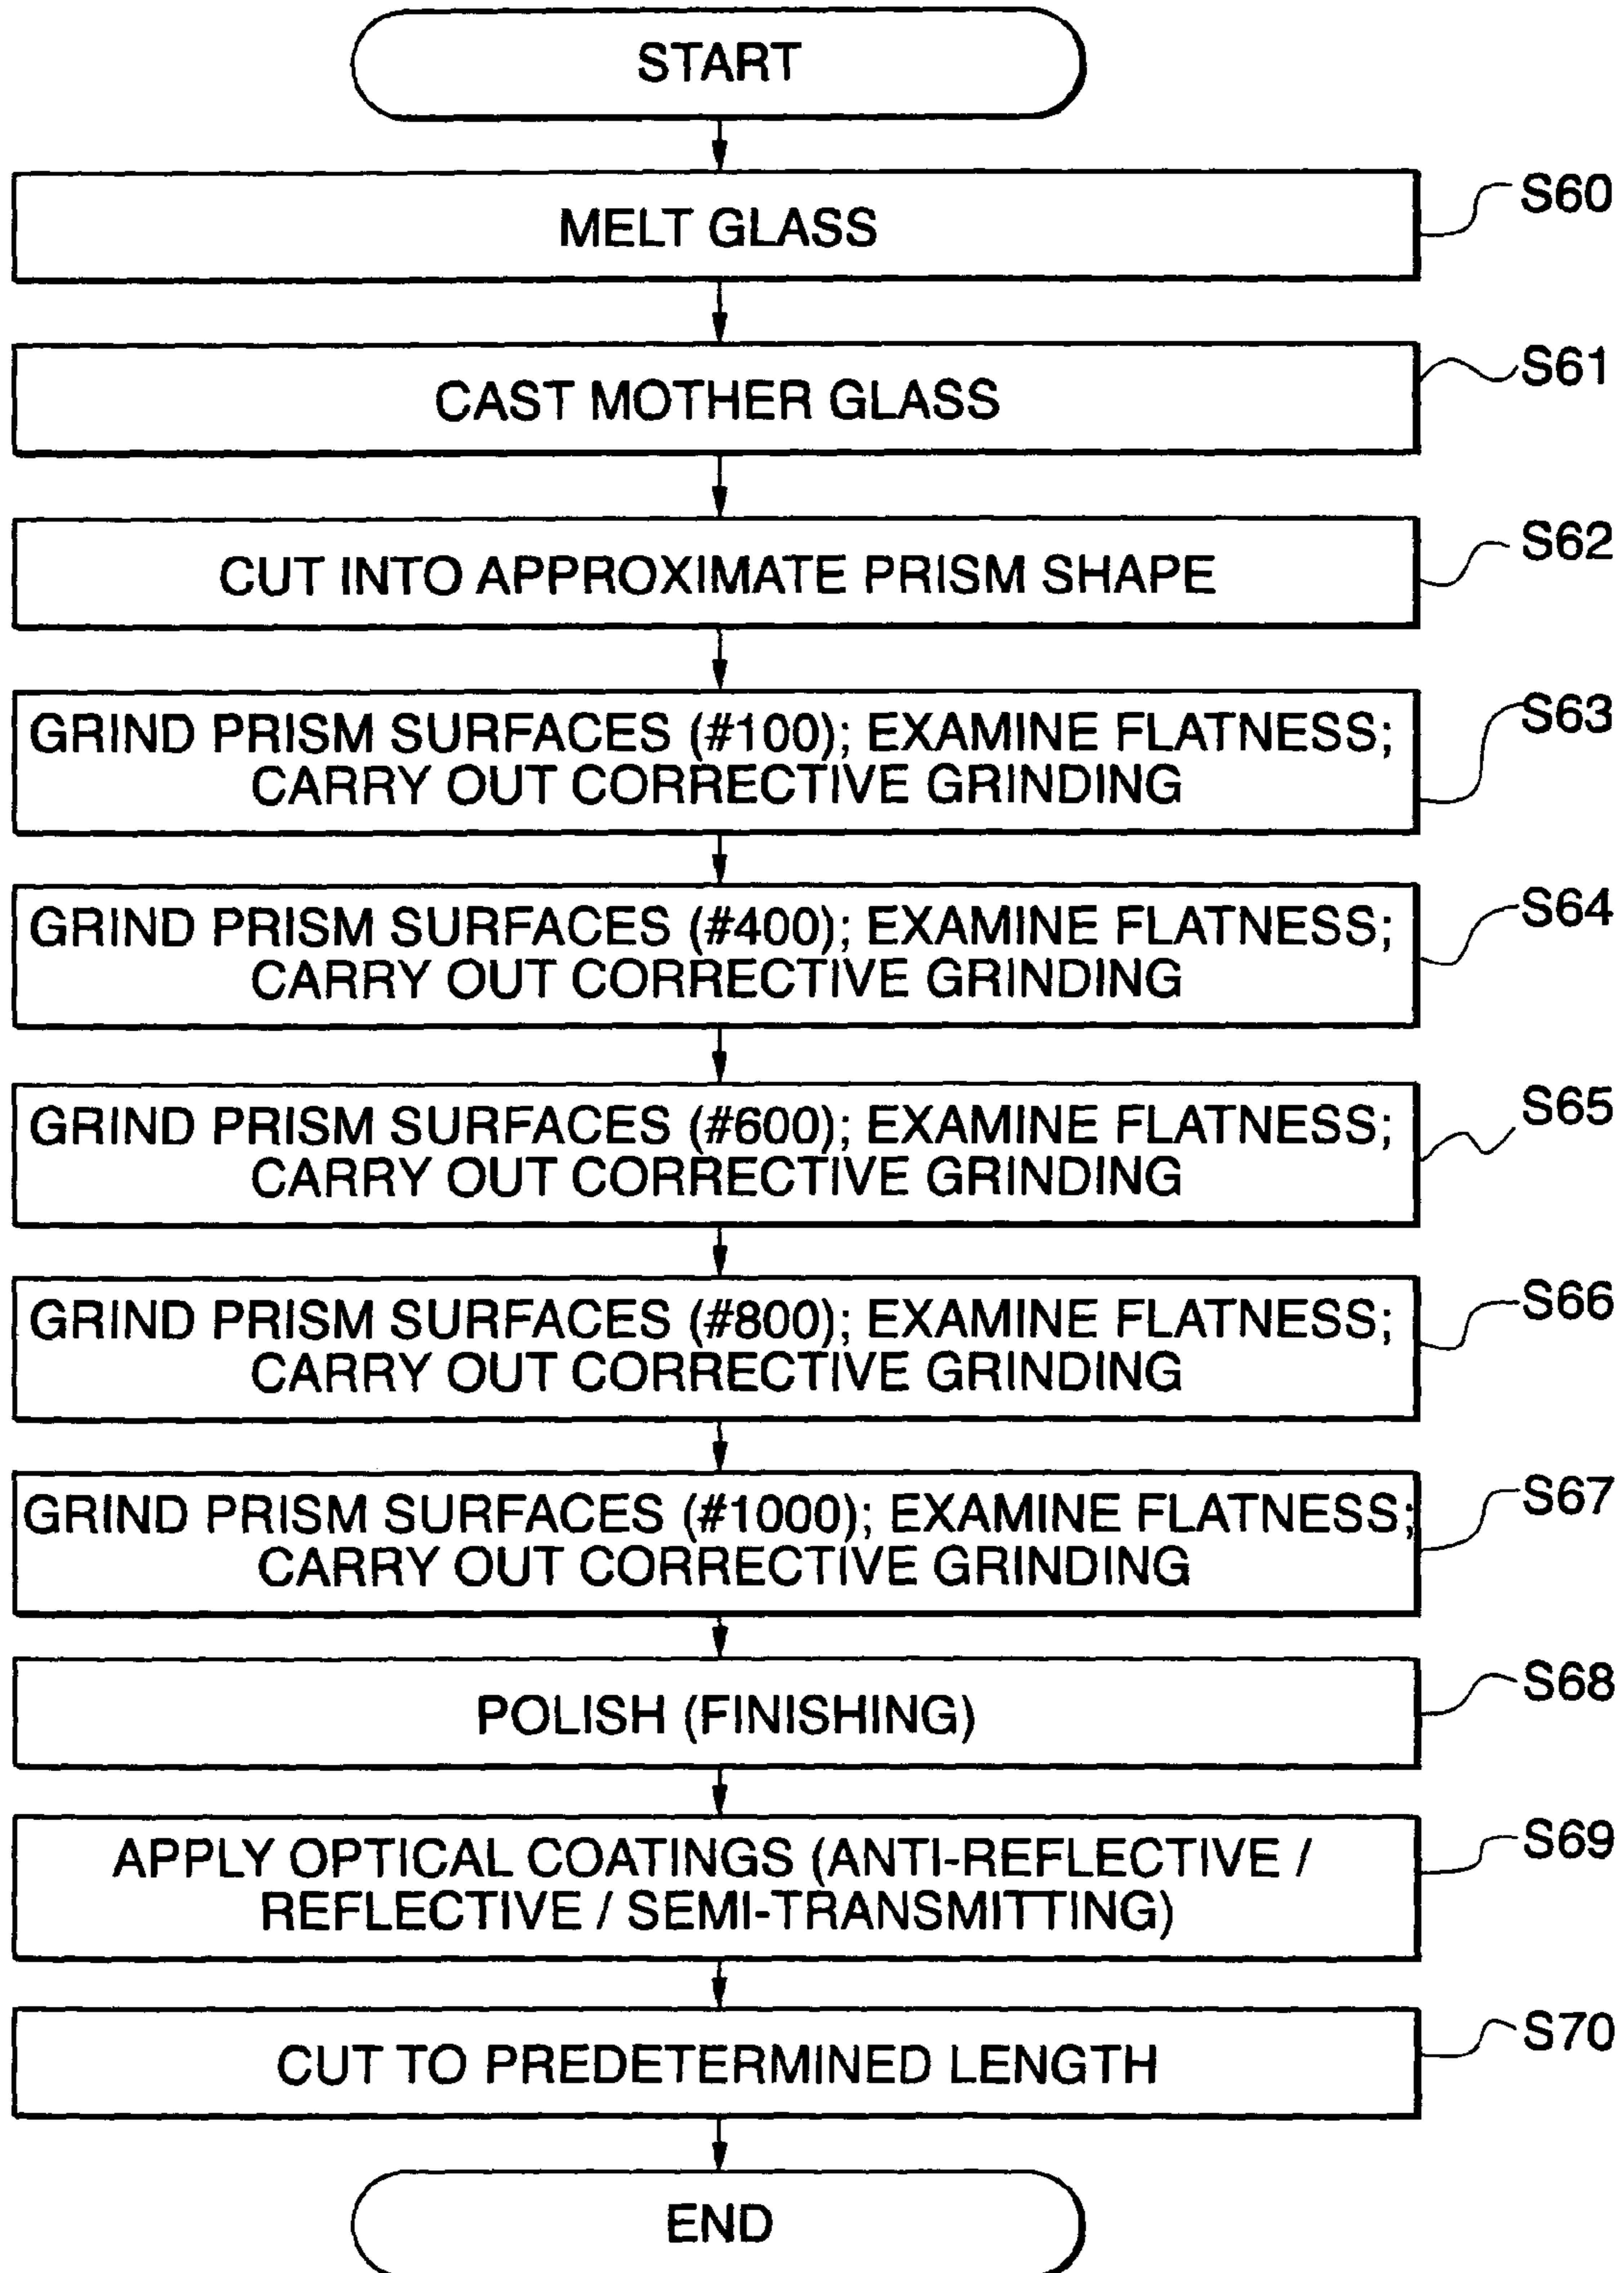 START
MELT GLASS
S60
CAST MOTHER GLASS
S61
CUT INTO APPROXIMATE PRISM SHAPE
S62
GRIND PRISM SURFACES (#100); EXAMINE FLATNESS;
CARRY OUT CORRECTIVE GRINDING
S63
GRIND PRISM SURFACES (#400); EXAMINE FLATNESS;
CARRY OUT CORRECTIVE GRINDING
S64
GRIND PRISM SURFACES (#600); EXAMINE FLATNESS;
CARRY OUT CORRECTIVE GRINDING
S65
GRIND PRISM SURFACES (#800); EXAMINE FLATNESS;
CARRY OUT CORRECTIVE GRINDING
S66
GRIND PRISM SURFACES (#1000); EXAMINE FLATNESS;
CARRY OUT CORRECTIVE GRINDING
S67
POLISH (FINISHING)
S68
APPLY OPTICAL COATINGS (ANTI-REFLECTIVE /
REFLECTIVE / SEMI-TRANSMITTING)
S69
CUT TO PREDETERMINED LENGTH
S70
END